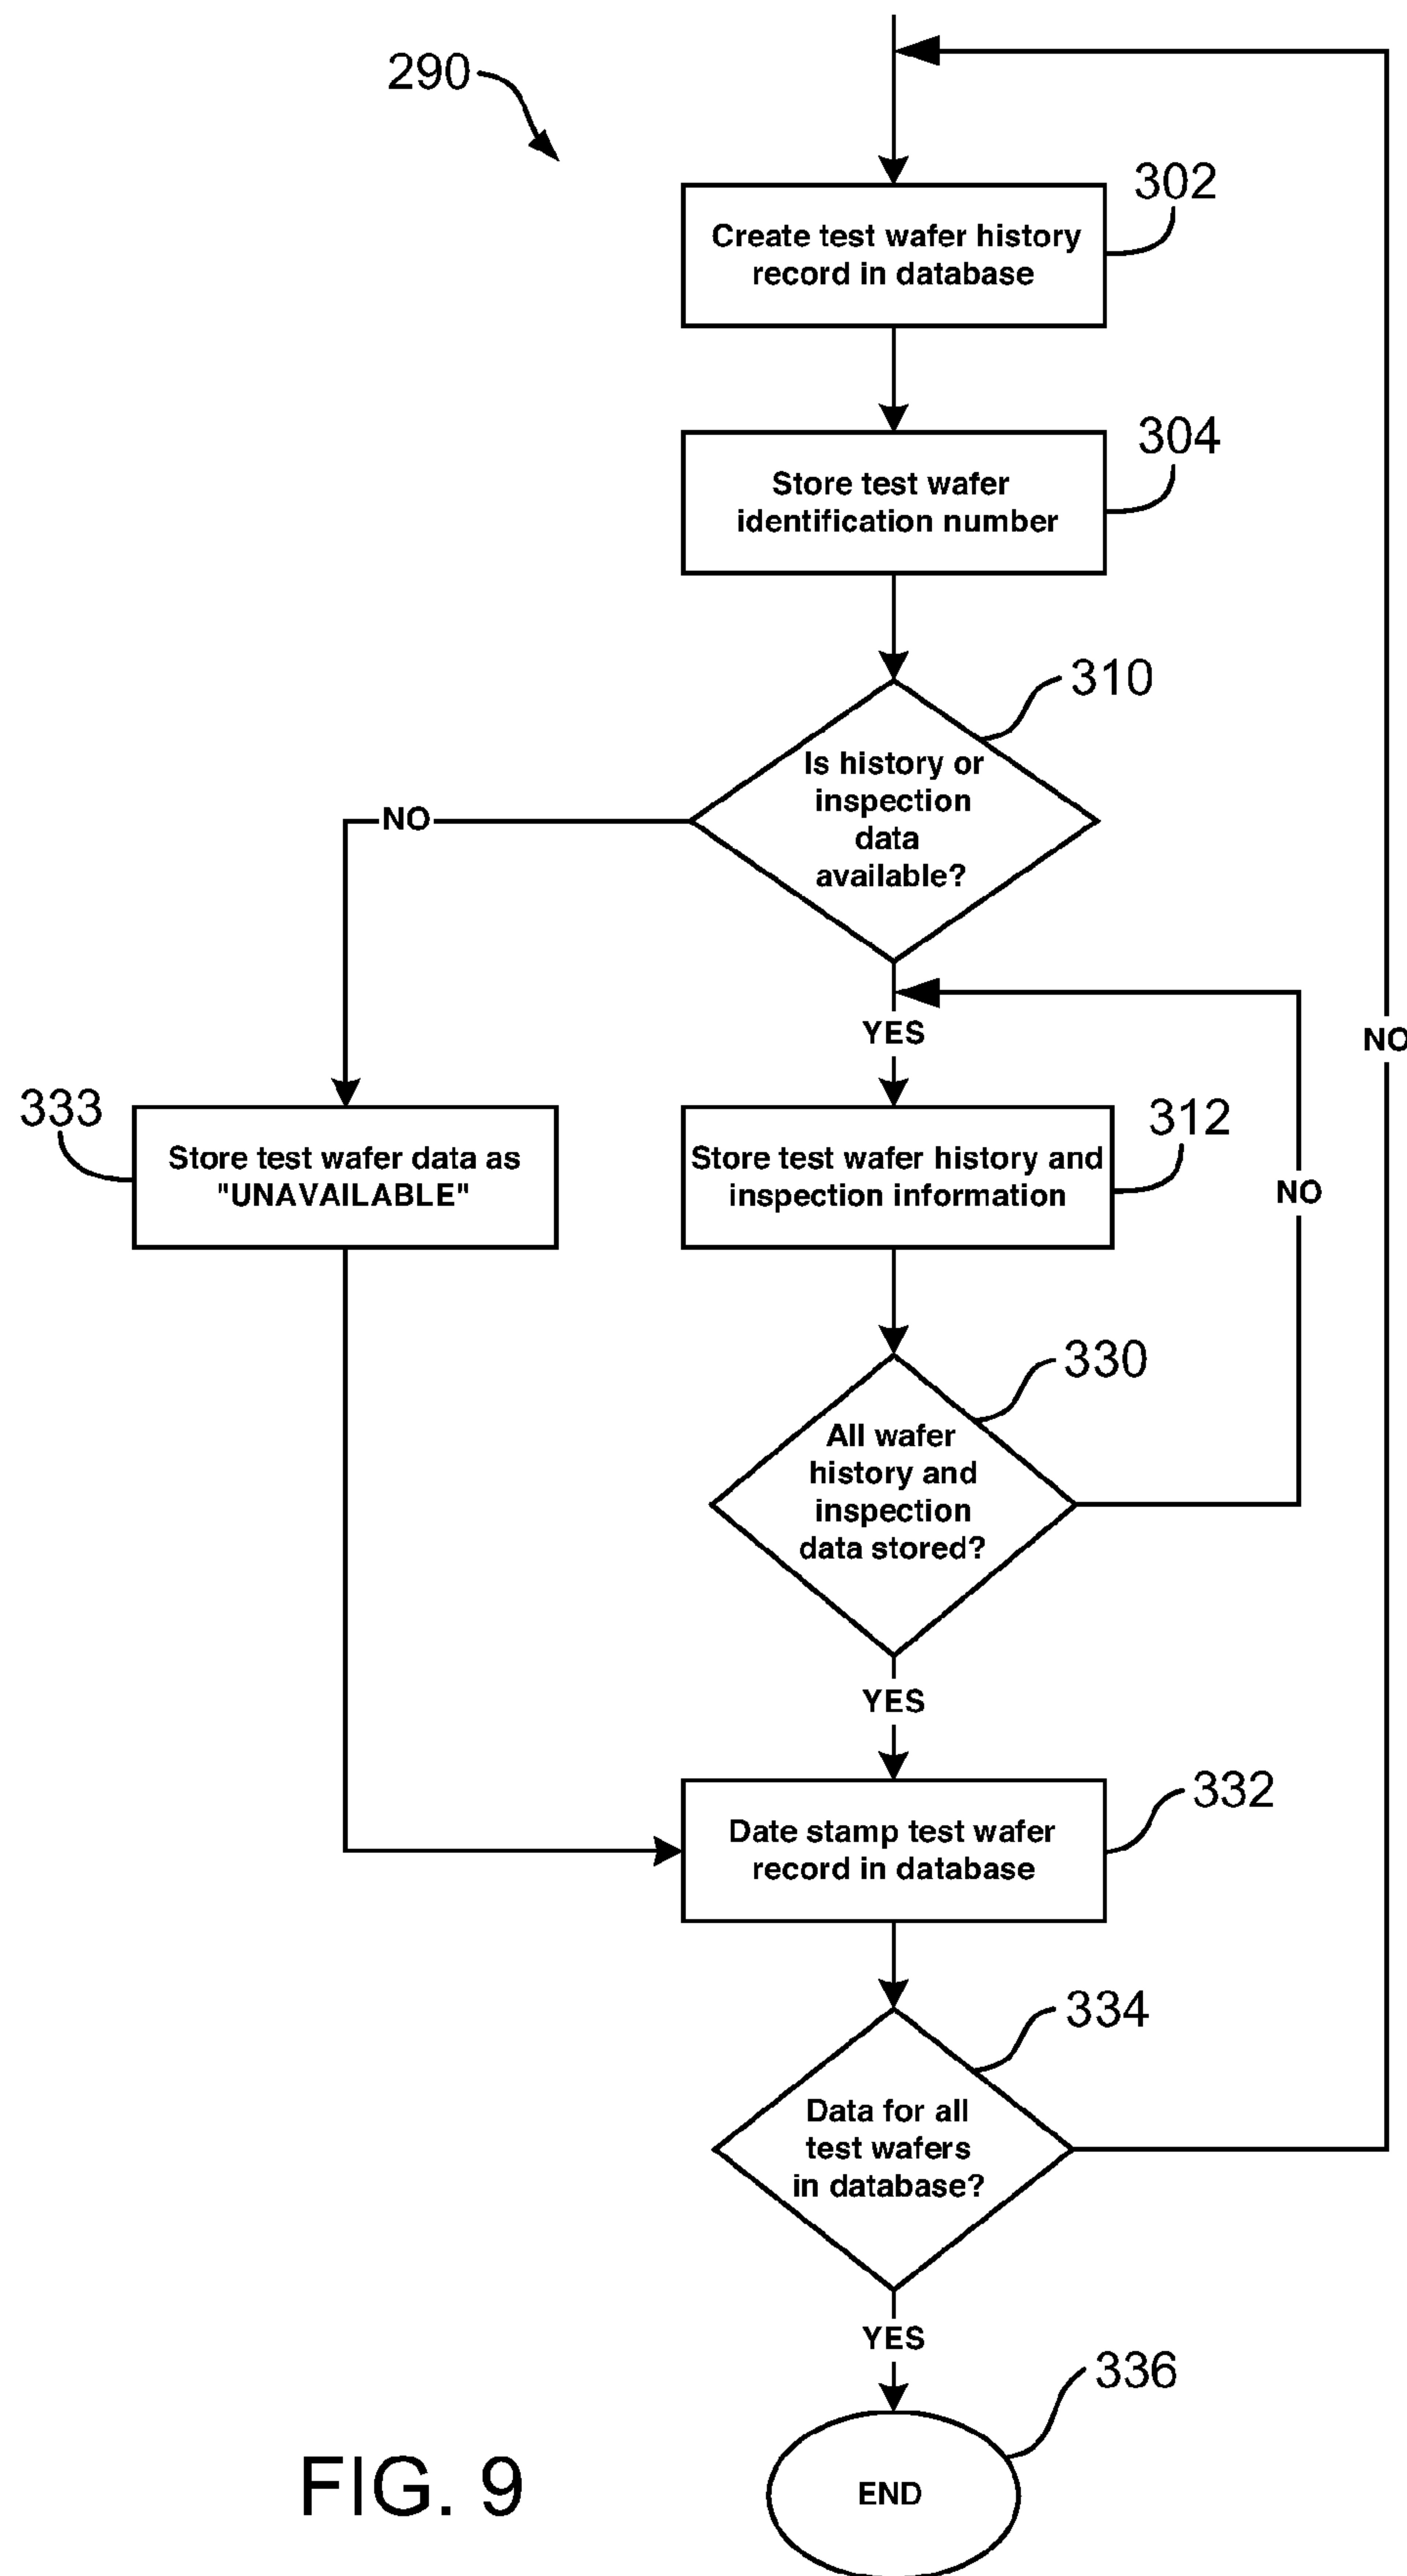 290
302
Create test wafer history
record in database
304
Store test wafer
identification number
310
Is history or
inspection
data
available?
NO
YES
NO
333
Store test wafer data as
"UNAVAILABLE"
312
Store test wafer history and
inspection information
NO
330
All wafer
history and
inspection
data stored?
YES
332
Date stamp test wafer
record in database
334
Data for all
test wafers
in database?
YES
336
END
FIG. 9